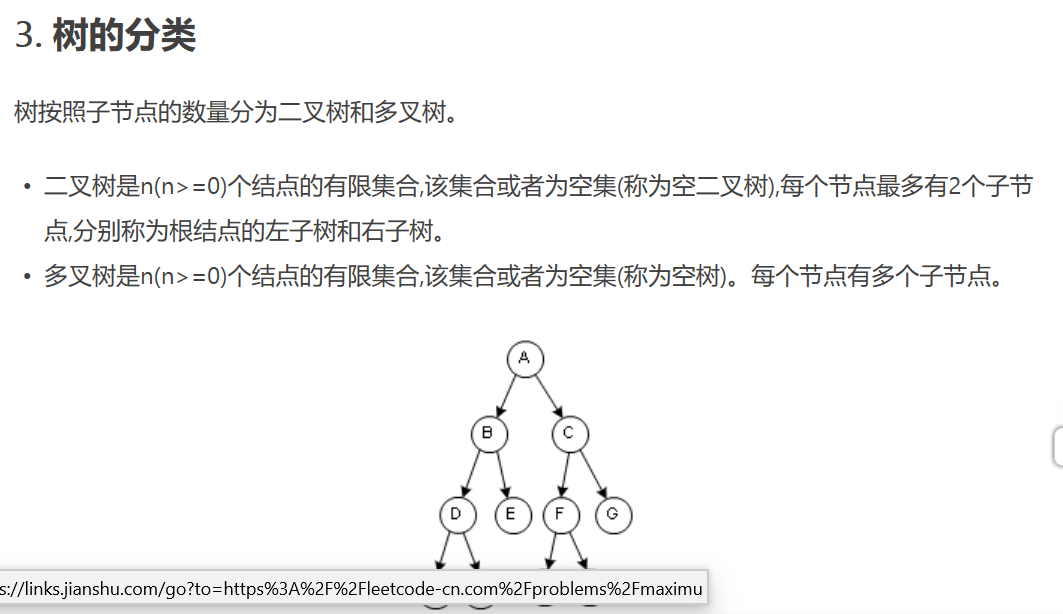 3. 树的分类
树按照子节点的数量分为二叉树和多叉树。
• 二叉树是n(n>=0)个结点的有限集合,该集合或者为空集(称为空二叉树),每个节点最多有2个子节
点,分别称为根结点的左子树和右子树。
• 多叉树是n(n>=0)个结点的有限集合,该集合或者为空集(称为空树)。每个节点有多个子节点。
A
B C
D E F G
s://links.jianshu.com/go?to=https%3A%2F%2Fleetcode-cn.com%2Fproblems%2Fmaximu